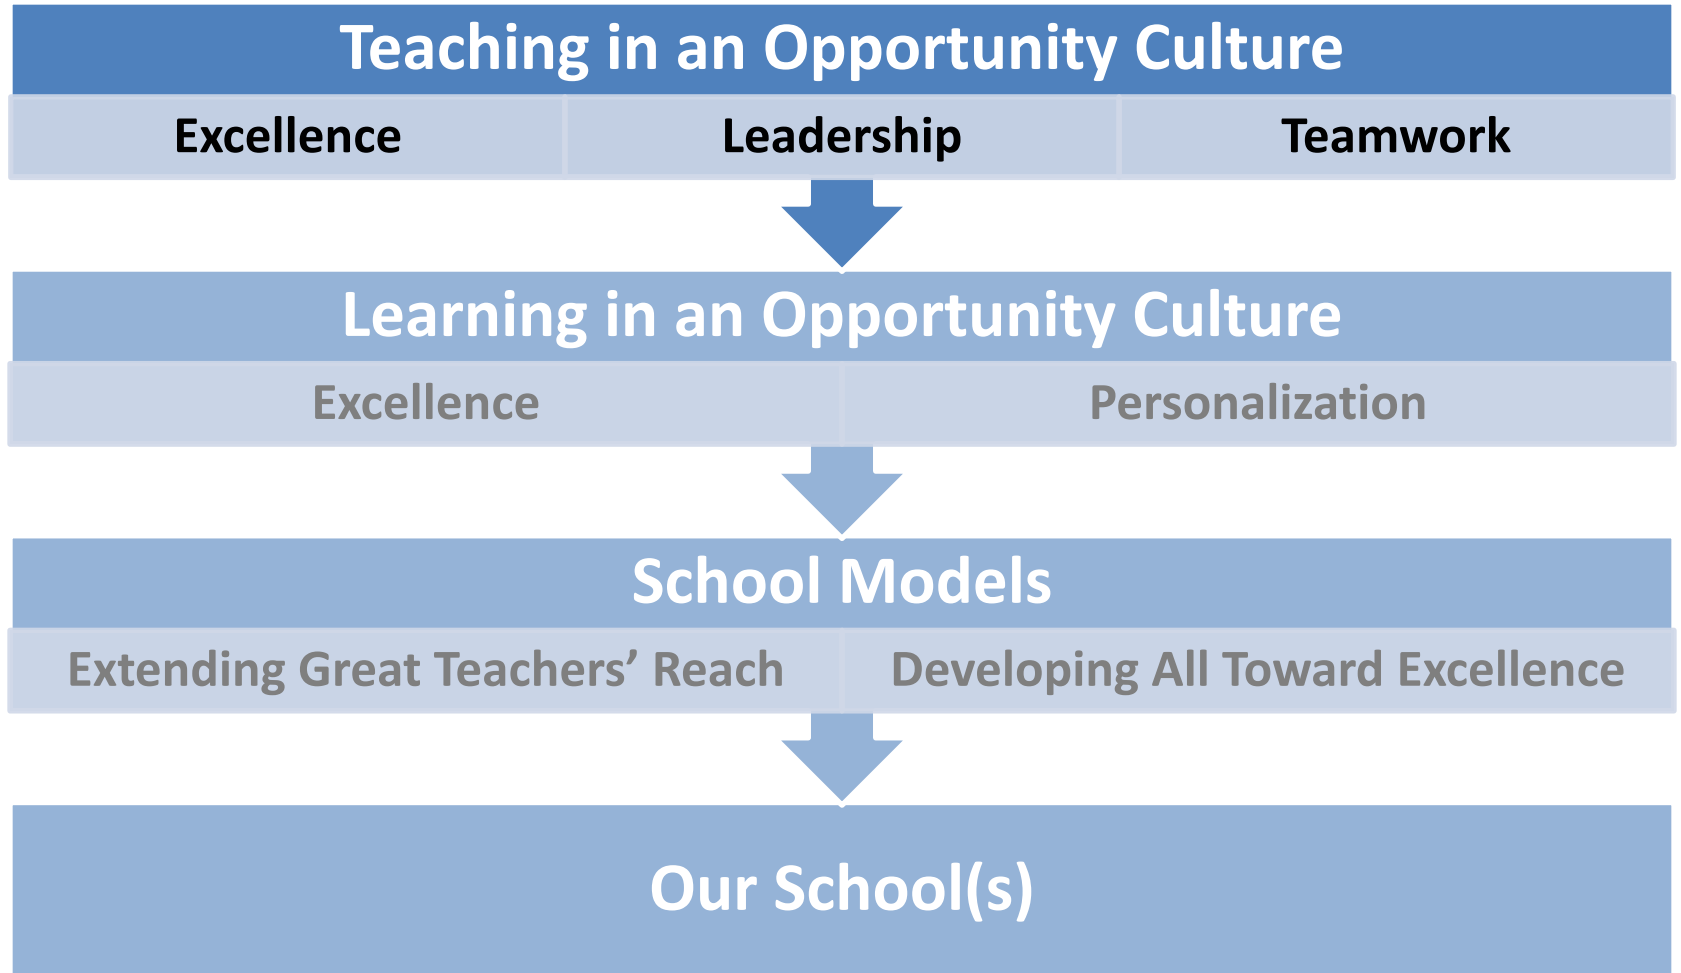 Teaching in an Opportunity Culture
Excellence
Leadership
Teamwork
Learning in an Opportunity Culture
Excellence
Personalization
School Models
Extending Great Teachers’ Reach
Developing All Toward Excellence
Our School(s)